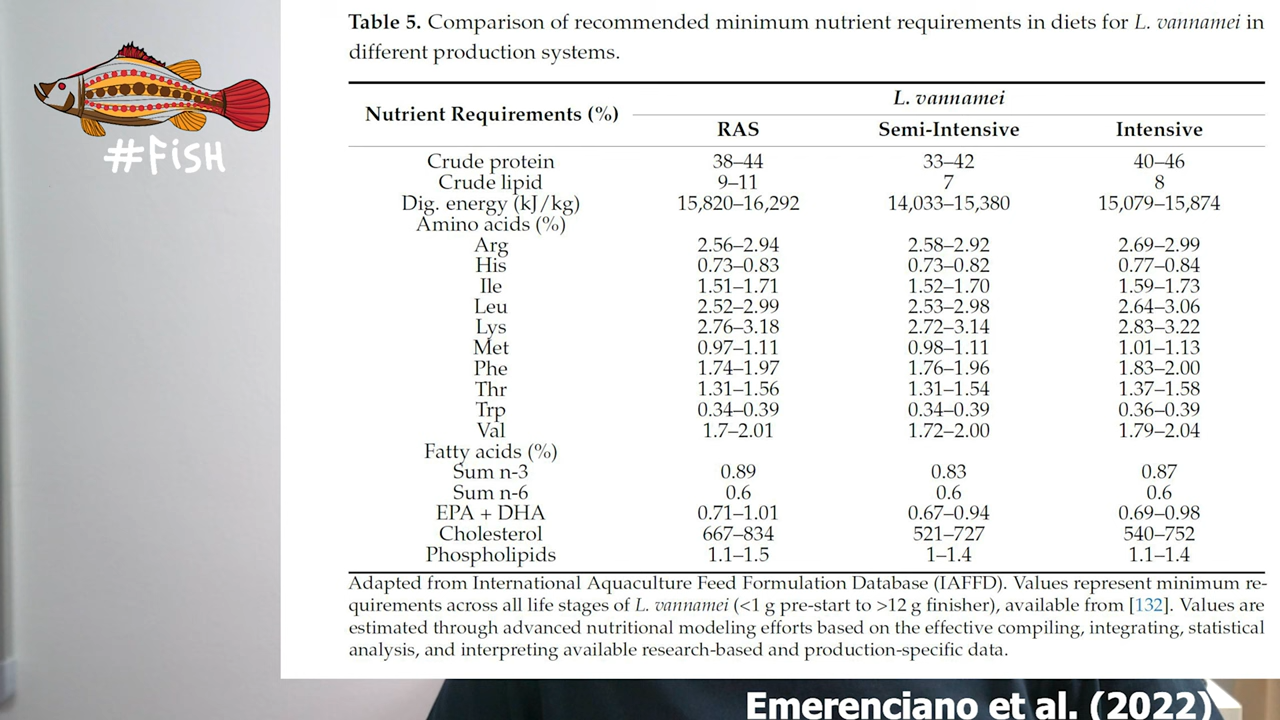 #FiSH
Table 5. Comparison of recommended minimum nutrient requirements in diets for L. vannamei in
different production systems.
Nutrient Requirements (%) L. vannamei
RAS Semi-Intensive Intensive
Crude protein 38–44 33–42 40–46
Crude lipid 9–11 7 8
Dig. energy (kJ/kg) 15,820–16,292 14,033–15,380 15,079–15,874
Amino acids (%)
Arg 2.56–2.94 2.58–2.92 2.69–2.99
His 0.73–0.83 0.73–0.82 0.77–0.84
Ile 1.51–1.71 1.52–1.70 1.59–1.73
Leu 2.52–2.99 2.53–2.98 2.64–3.06
Lys 2.76–3.18 2.72–3.14 2.83–3.22
Met 0.97–1.11 0.98–1.11 1.01–1.13
Phe 1.74–1.97 1.76–1.96 1.83–2.00
Thr 1.31–1.56 1.31–1.54 1.37–1.58
Trp 0.34–0.39 0.34–0.39 0.36–0.39
Val 1.7–2.01 1.72–2.00 1.79–2.04
Fatty acids (%)
Sum n-3 0.89 0.83 0.87
Sum n-6 0.6 0.6 0.6
EPA + DHA 0.71–1.01 0.67–0.94 0.69–0.98
Cholesterol 667–834 521–727 540–752
Phospholipids 1.1–1.5 1–1.4 1.1–1.4
Adapted from International Aquaculture Feed Formulation Database (IAFFD). Values represent minimum re-
quirements across all life stages of L. vannamei (<1 g pre-start to >12 g finisher), available from [132]. Values are
estimated through advanced nutritional modeling efforts based on the effective compiling, integrating, statistical
analysis, and interpreting available research-based and production-specific data.
Emerenciano et al. (2022)